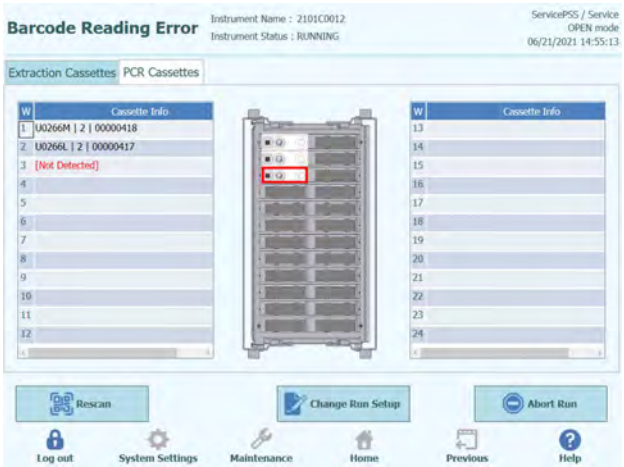 Barcode Reading Error
Instrument Name : 2101C0012
Instrument Status : RUNNING
ServicePSS / Service
OPEN mode
06/21/2021 14:55:13
Extraction Cassettes
PCR Cassettes
W Cassette Info
1 U0266M | 2 | 00000418
2 U0266L | 2 | 00000417
3 [Not Detected]
4
5
6
7
8
9
10
11
12
W Cassette Info
13
14
15
16
17
18
19
20
21
22
23
24
Rescan
Change Run Setup
Abort Run
Log out
System Settings
Maintenance
Home
Previous
Help